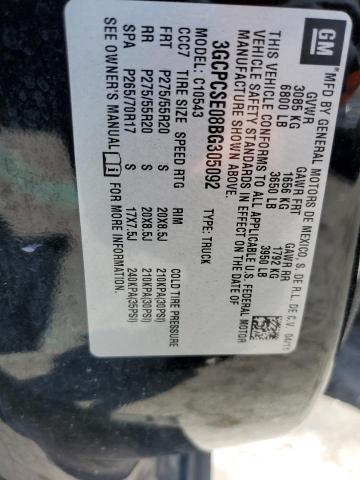 GM
MFD BY GENERAL MOTORS DE MEXICO, S. DE R.L. DE C.V. 04/11
GVWR GAWR FRT GAWR RR
3085 KG 1656 KG 1792 KG
6800 LB 3650 LB 3950 LB
THIS VEHICLE CONFORMS TO ALL APPLICABLE U.S. FEDERAL MOTOR
VEHICLE SAFETY STANDARDS IN EFFECT ON THE DATE OF
MANUFACTURE SHOWN ABOVE.
3GCPCSE08BG305092 TYPE: TRUCK
MODEL: C10543
CCC7 TIRE SIZE SPEED RTG RIM COLD TIRE PRESSURE
FRT P275/55R20 S 20X8.5J 210KPA(30PSI)
RR P275/55R20 S 20X8.5J 210KPA(30PSI)
SPA P265/70R17 S 17X7.5J 240KPA(35PSI)
SEE OWNER'S MANUAL FOR MORE INFORMATION.